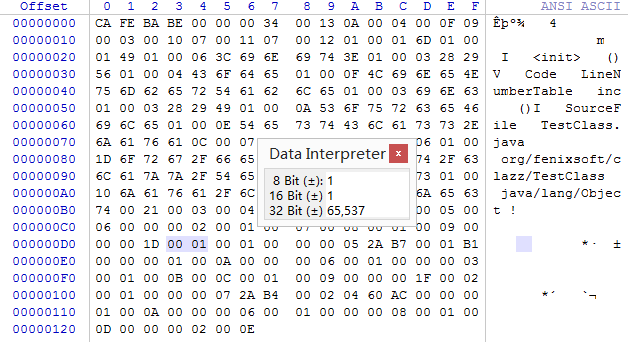 Offset 0 1 2 3 4 5 6 7 8 9 A B C D E F ANSI ASCII
00000000 CA FE BA BE 00 00 00 34 00 13 0A 00 04 00 0F 09 Êþº¾ 4
00000010 00 03 00 10 07 00 11 07 00 12 01 00 01 6D 01 00 m
00000020 01 49 01 00 06 3C 69 6E 69 74 3E 01 00 03 28 29 I <init> ()
00000030 56 01 00 04 43 6F 64 65 01 00 0F 4C 69 6E 65 4E V Code LineN
00000040 75 6D 62 65 72 54 61 62 6C 65 01 00 03 69 6E 63 umberTable inc
00000050 01 00 03 28 29 49 01 00 0A 53 6F 75 72 63 65 46 ()I SourceF
00000060 69 6C 65 01 00 0E 54 65 73 74 43 6C 61 73 73 2E ile TestClass.
00000070 6A 61 76 61 0C 00 07 06 01 00 java
00000080 1D 6F 72 67 2F 66 65 74 2F 63 org/fenixsoft/c
00000090 6C 61 7A 7A 2F 54 65 73 01 00 lazz/TestClass
000000A0 10 6A 61 76 61 2F 6C 6A 65 63 java/lang/Objec
000000B0 74 00 21 00 03 00 04 00 05 00 t !
000000C0 06 00 00 00 02 00 01 00 07 00 08 00 01 00 09 00
000000D0 00 00 1D 00 01 00 01 00 00 00 05 2A B7 00 01 B1 *· ±
000000E0 00 00 00 01 00 0A 00 00 00 06 00 01 00 00 00 03
000000F0 00 01 00 0B 00 0C 00 01 00 09 00 00 00 1F 00 02
00000100 00 01 00 00 00 07 2A B4 00 02 04 60 AC 00 00 00 *´ `¬
00000110 01 00 0A 00 00 00 06 00 01 00 00 00 08 00 01 00
00000120 0D 00 00 00 02 00 0E
Data Interpreter x
8 Bit (±): 1
16 Bit (±) 1
32 Bit (±) 65,537